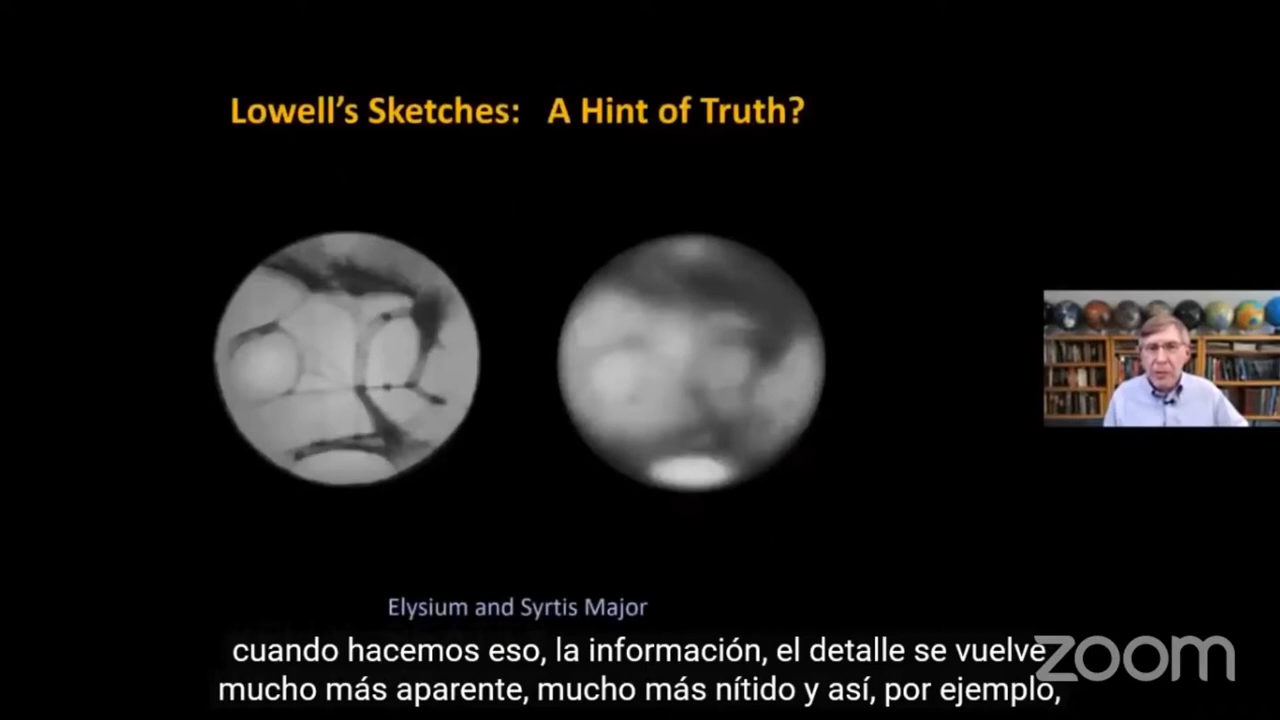 Lowell's Sketches: A Hint of Truth?
Elysium and Syrtis Major
cuando hacemos eso, la información, el detalle se vuelve
mucho más aparente, mucho más nítido y así, por ejemplo,
zoom